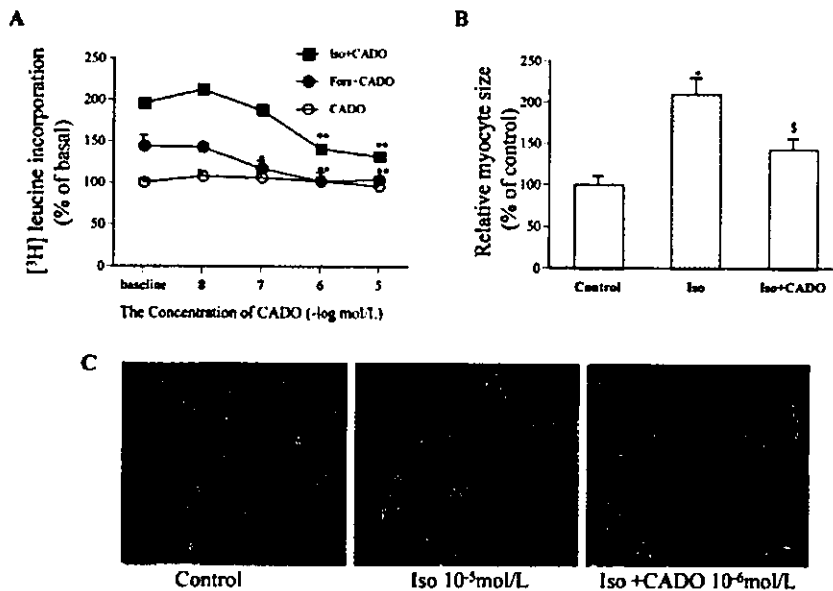 A
Iso+CADO
Fors+CADO
CADO
[³H] leucine incorporation
(% of basal)
250
200
150
100
50
0
baseline
8
7
6
5
The Concentration of CADO (-log mol/L)
B
Relative myocyte size
(% of control)
250
200
150
100
50
0
*
$
Control
Iso
Iso+CADO
C
Control
Iso 10⁻⁵mol/L
Iso +CADO 10⁻⁶mol/L